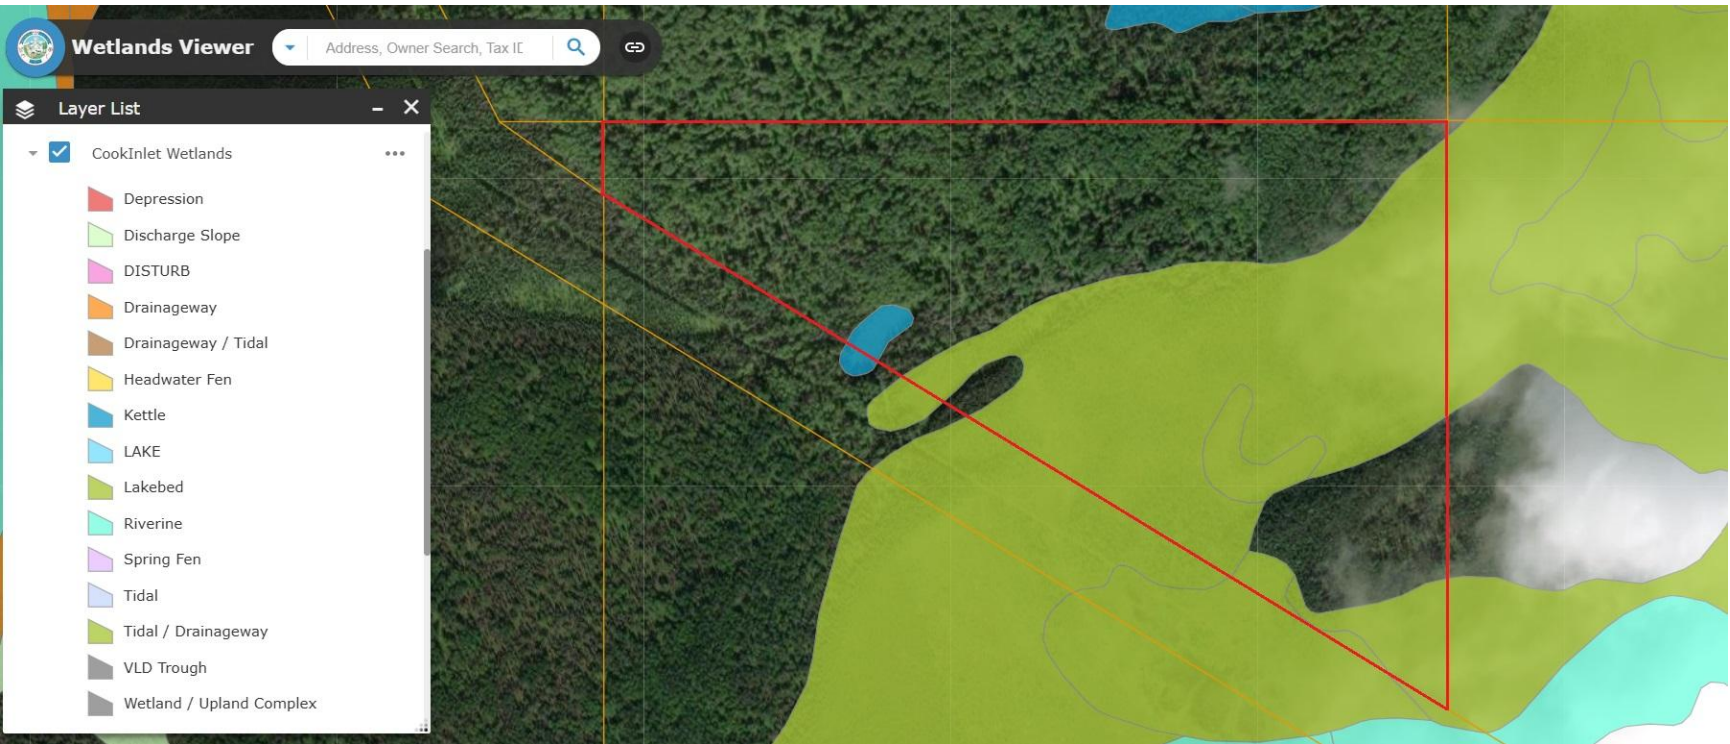 Wetlands Viewer
Address, Owner Search, Tax ID
Layer List
CookInlet Wetlands
Depression
Discharge Slope
DISTURB
Drainageway
Drainageway / Tidal
Headwater Fen
Kettle
LAKE
Lakebed
Riverine
Spring Fen
Tidal
Tidal / Drainageway
VLD Trough
Wetland / Upland Complex